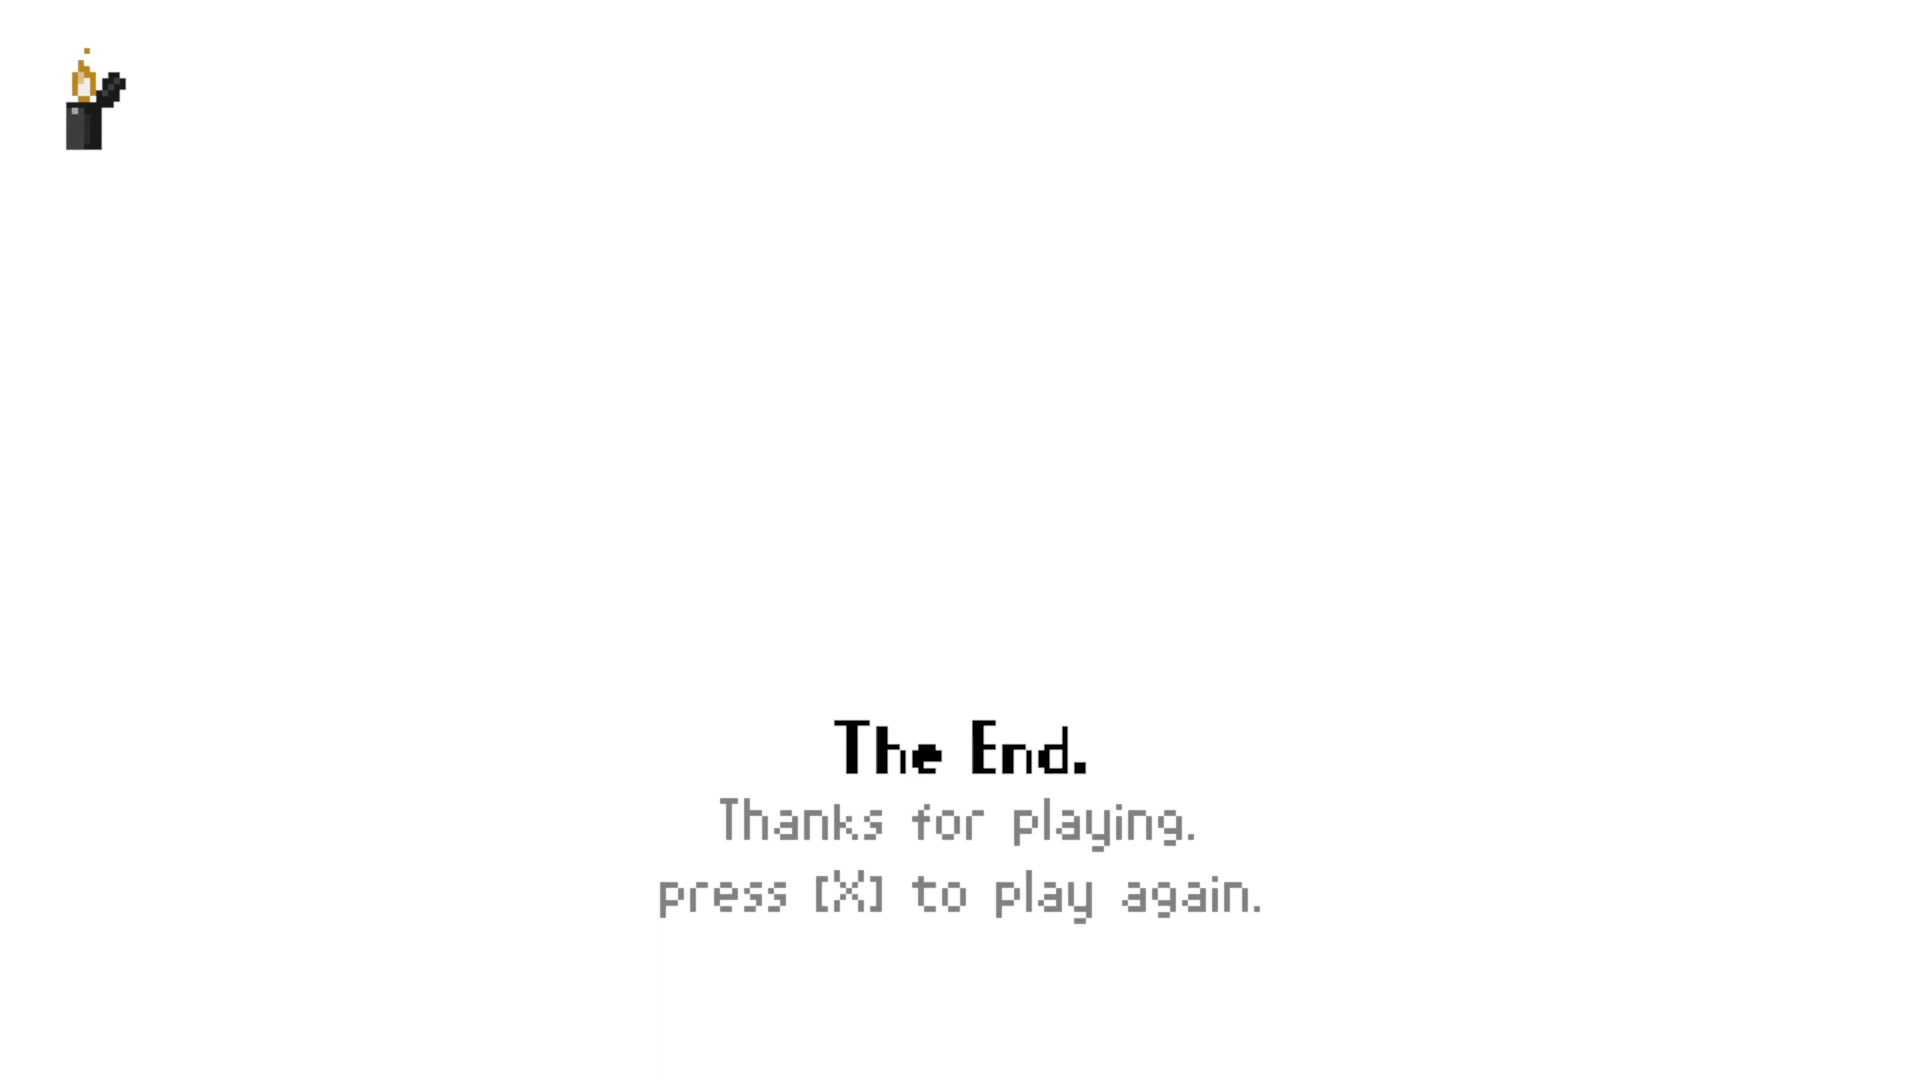 The End.
Thanks for playing.
press [X] to play again.